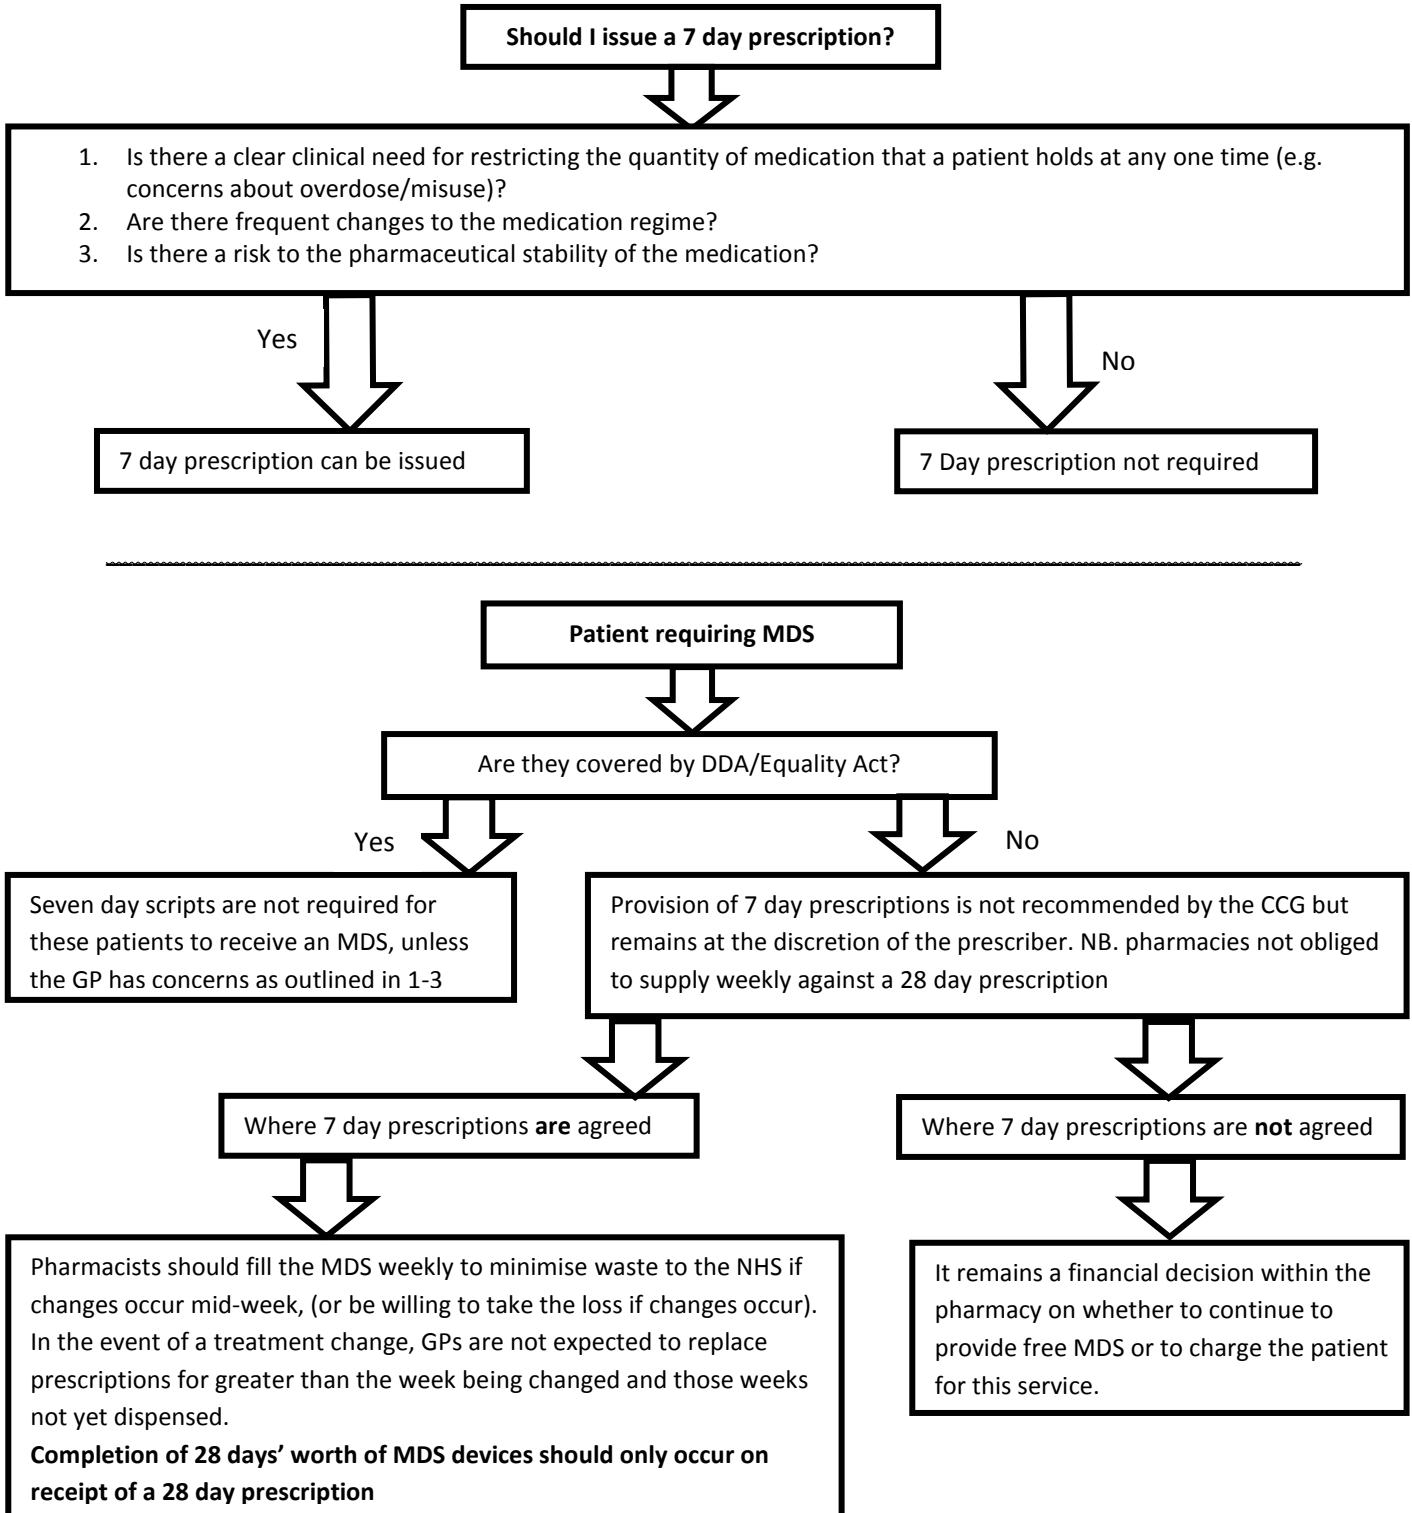 Should I issue a 7 day prescription?
1. Is there a clear clinical need for restricting the quantity of medication that a patient holds at any one time (e.g.
concerns about overdose/misuse)?
2. Are there frequent changes to the medication regime?
3. Is there a risk to the pharmaceutical stability of the medication?
Yes
No
7 day prescription can be issued
7 Day prescription not required
Patient requiring MDS
Are they covered by DDA/Equality Act?
Yes
No
Seven day scripts are not required for
these patients to receive an MDS, unless
the GP has concerns as outlined in 1-3
Provision of 7 day prescriptions is not recommended by the CCG but
remains at the discretion of the prescriber. NB. pharmacies not obliged
to supply weekly against a 28 day prescription
Where 7 day prescriptions are agreed
Where 7 day prescriptions are not agreed
Pharmacists should fill the MDS weekly to minimise waste to the NHS if
changes occur mid-week, (or be willing to take the loss if changes occur).
In the event of a treatment change, GPs are not expected to replace
prescriptions for greater than the week being changed and those weeks
not yet dispensed.
Completion of 28 days’ worth of MDS devices should only occur on
receipt of a 28 day prescription
It remains a financial decision within the
pharmacy on whether to continue to
provide free MDS or to charge the patient
for this service.